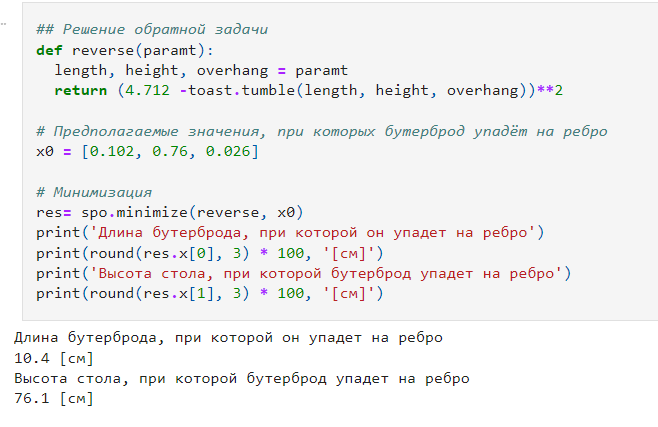 ## Решение обратной задачи
def reverse(paramt):
  length, height, overhang = paramt
  return (4.712 -toast.tumble(length, height, overhang))**2
# Предполагаемые значения, при которых бутерброд упадёт на ребро
x0 = [0.102, 0.76, 0.026]
# Минимизация
res= spo.minimize(reverse, x0)
print('Длина бутерброда, при которой он упадет на ребро')
print(round(res.x[0], 3) * 100, '[см]')
print('Высота стола, при которой бутерброд упадет на ребро')
print(round(res.x[1], 3) * 100, '[см]')
Длина бутерброда, при которой он упадет на ребро
10.4 [см]
Высота стола, при которой бутерброд упадет на ребро
76.1 [см]